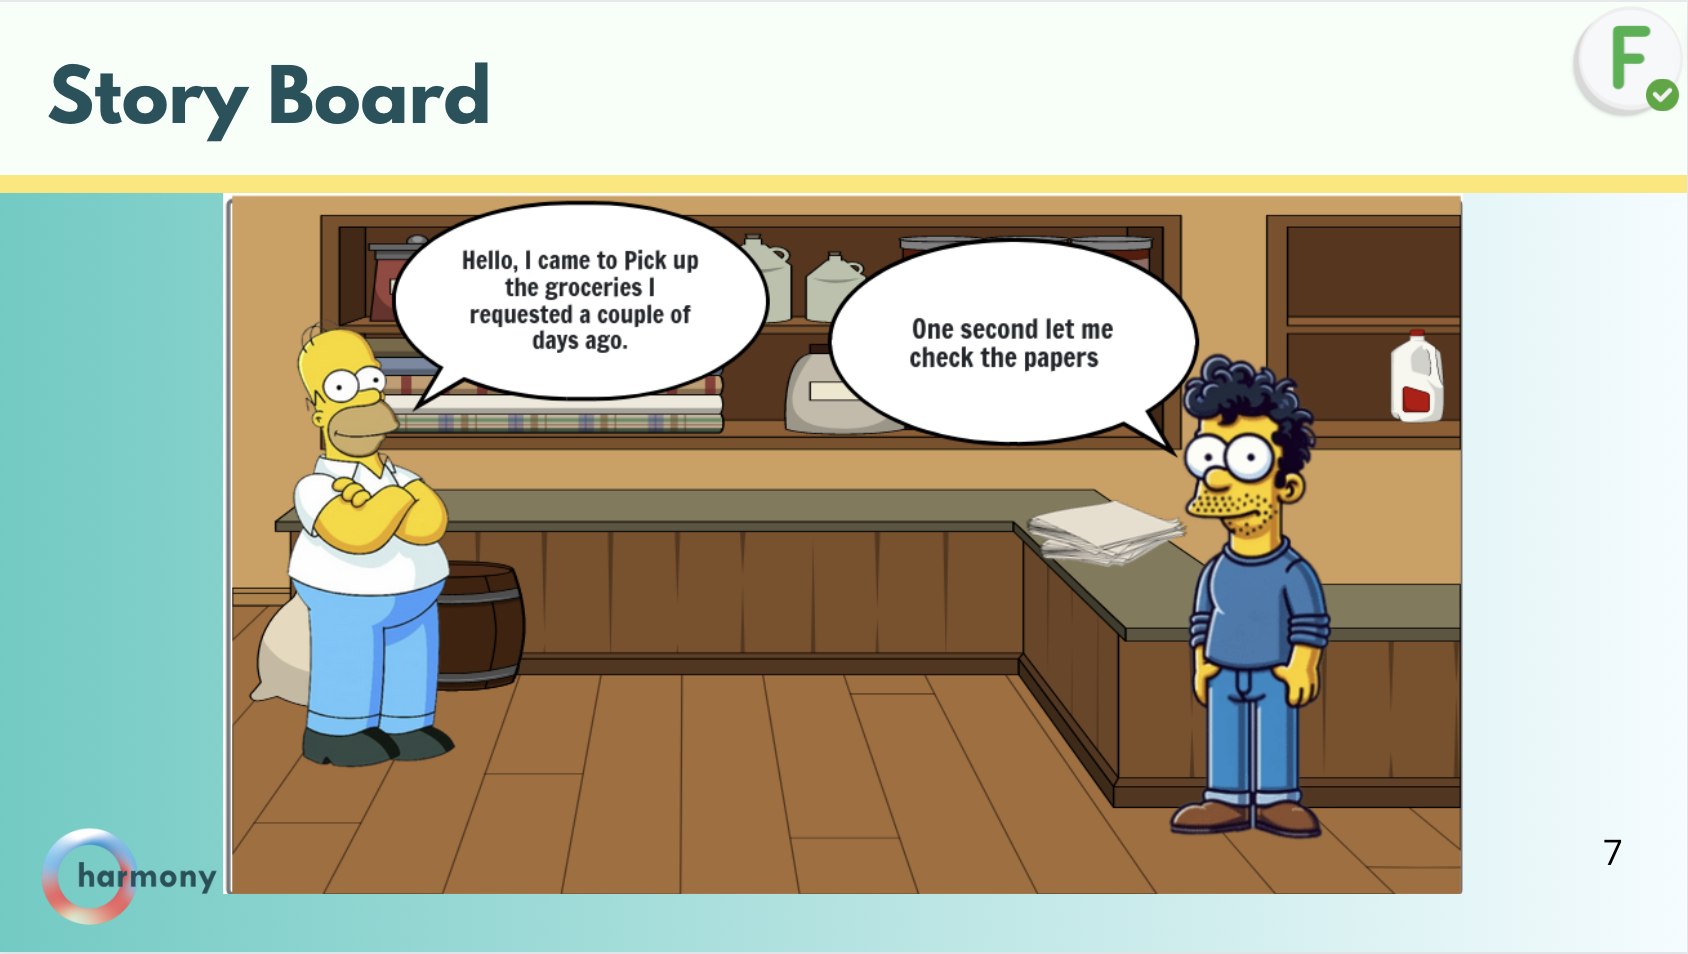 Story Board
F
Hello, I came to Pick up
the groceries I
requested a couple of
days ago.
One second let me
check the papers
harmony
7